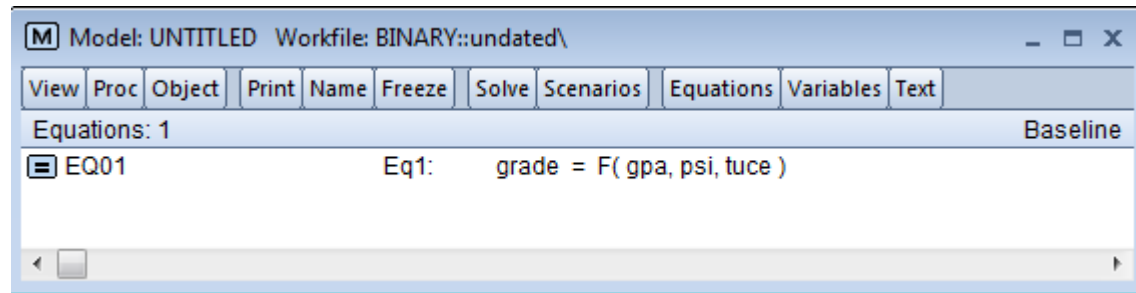 M Model: UNTITLED Workfile: BINARY::undated\
View Proc Object Print Name Freeze Solve Scenarios Equations Variables Text
Equations: 1 Baseline
= EQ01 Eq1: grade = F( gpa, psi, tuce )